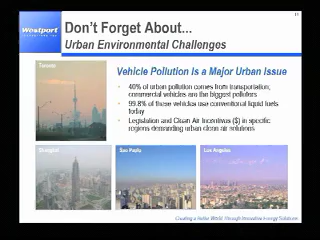 Westport
Don't Forget About...
Urban Environmental Challenges
Vehicle Pollution is a Major Urban Issue
40% of urban pollution comes from transportation;
commercial vehicles are the biggest polluters
99.8% of these vehicles use conventional liquid fuels
today
Legislation and Clean Air Incentives ($) in specific
regions demanding urban clean air solutions
Shanghai
Sao Paulo
Los Angeles
Creating a Better World through Innovative Energy Solutions